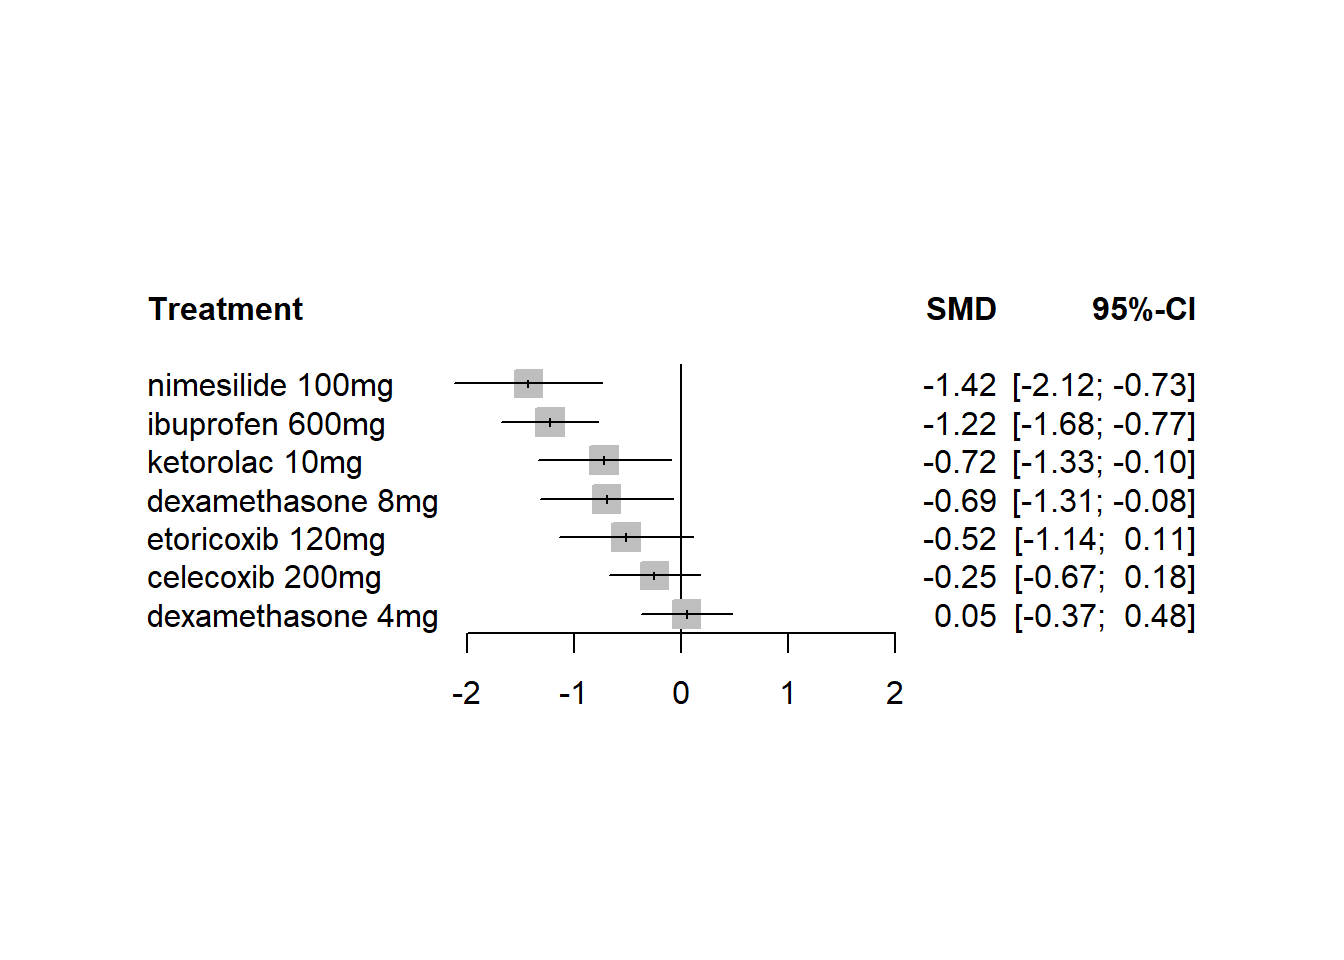 Treatment SMD 95%-CI
nimesilide 100mg -1.42 [-2.12; -0.73]
ibuprofen 600mg -1.22 [-1.68; -0.77]
ketorolac 10mg -0.72 [-1.33; -0.10]
dexamethasone 8mg -0.69 [-1.31; -0.08]
etoricoxib 120mg -0.52 [-1.14; 0.11]
celecoxib 200mg -0.25 [-0.67; 0.18]
dexamethasone 4mg 0.05 [-0.37; 0.48]
-2 -1 0 1 2